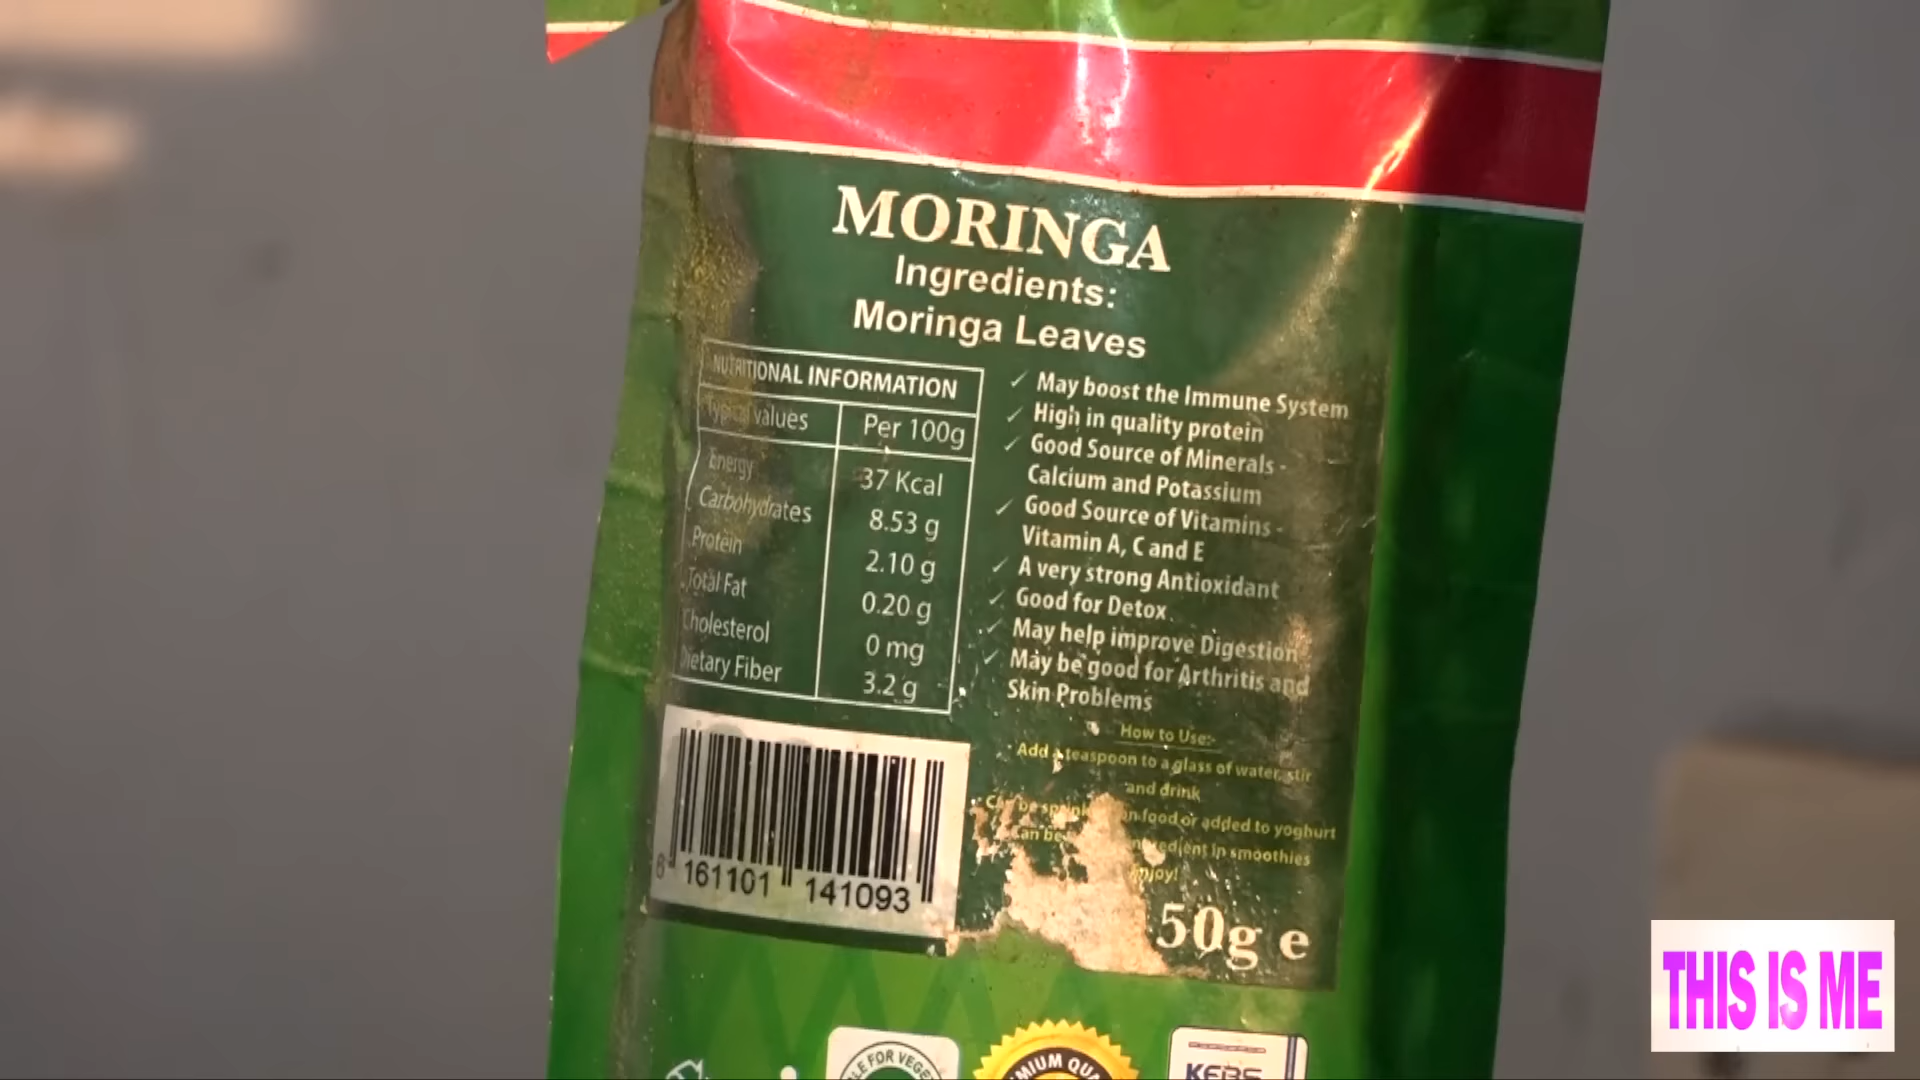 MORINGA
Ingredients:
Moringa Leaves
NUTRITIONAL INFORMATION
Typical values Per 100g
Energy 37 Kcal
Carbohydrates 8.53 g
Protein 2.10 g
Total Fat 0.20 g
Cholesterol 0 mg
Dietary Fiber 3.2 g
✓ May boost the Immune System
✓ High in quality protein
✓ Good Source of Minerals -
Calcium and Potassium
✓ Good Source of Vitamins -
Vitamin A, C and E
✓ A very strong Antioxidant
✓ Good for Detox
✓ May help improve Digestion
✓ May be good for Arthritis and
Skin Problems
How to Use:-
Add a teaspoon to a glass of water, stir
and drink
Can be on food or added to yoghurt
Can be ingredient in smoothies
Enjoy!
6 161101 141093
50g e
KEBS
THIS IS ME